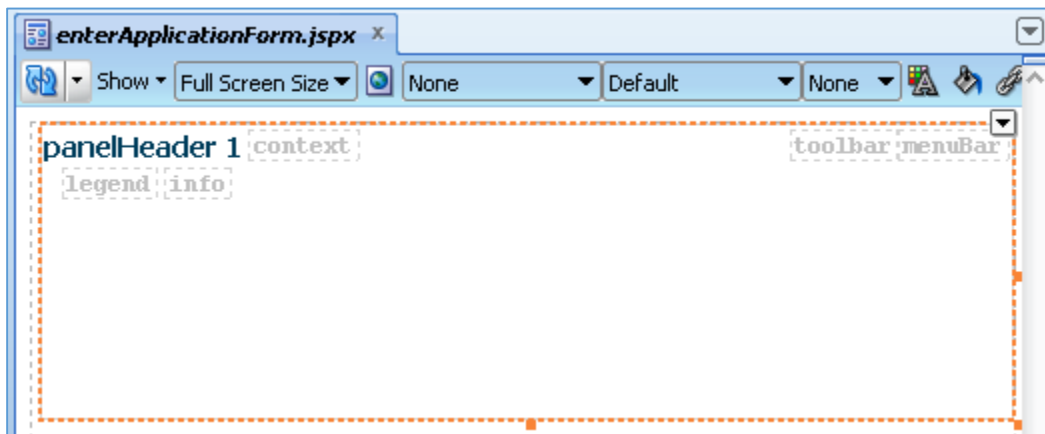 enterApplicationForm.jspx x
Show Full Screen Size None Default None A
panelHeader 1 context toolbar menuBar
legend info